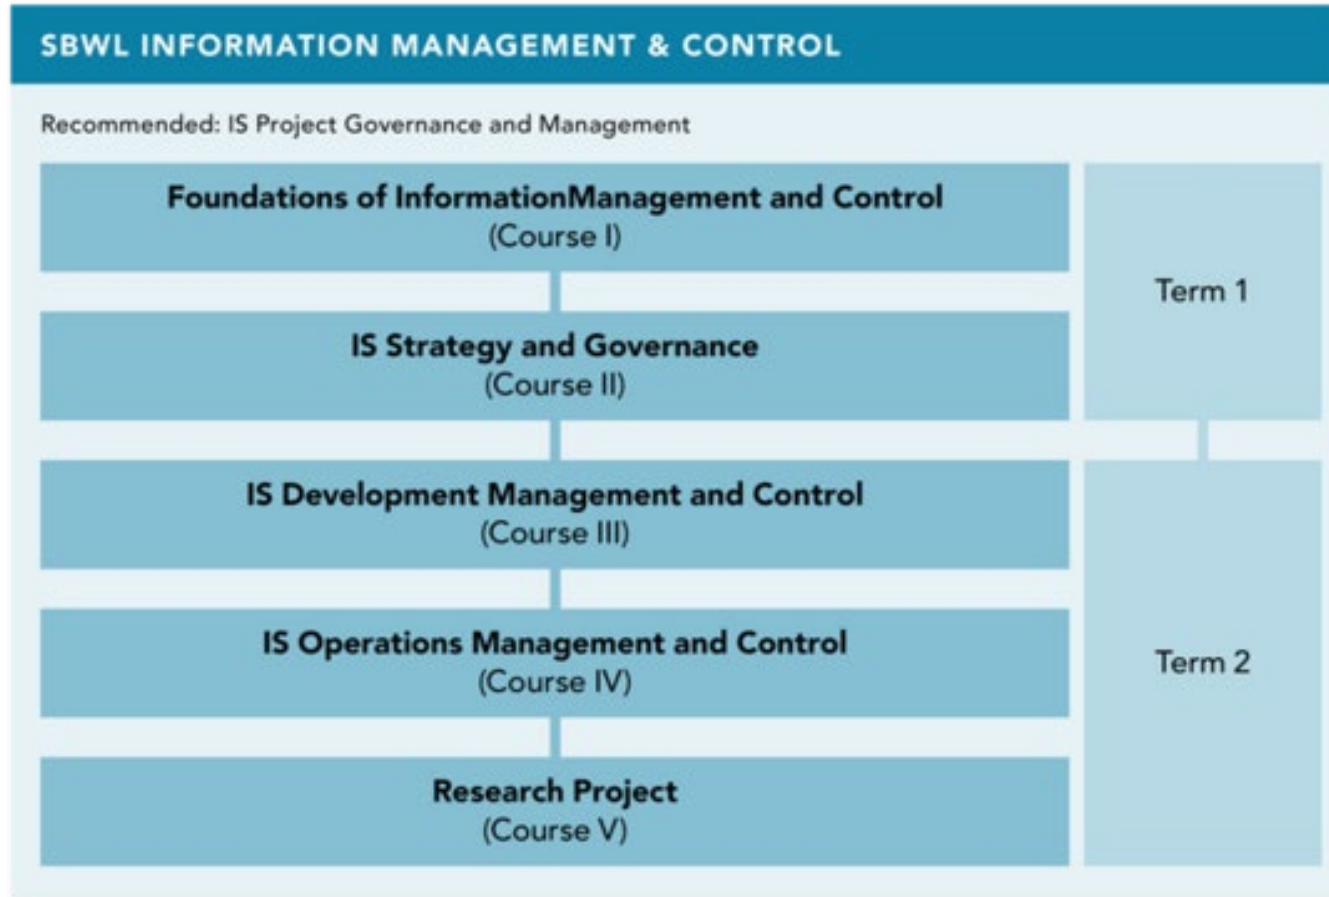 SBWL INFORMATION MANAGEMENT & CONTROL
Recommended: IS Project Governance and Management
Foundations of InformationManagement and Control
(Course I)
Term 1
IS Strategy and Governance
(Course II)
IS Development Management and Control
(Course III)
IS Operations Management and Control
(Course IV)
Term 2
Research Project
(Course V)